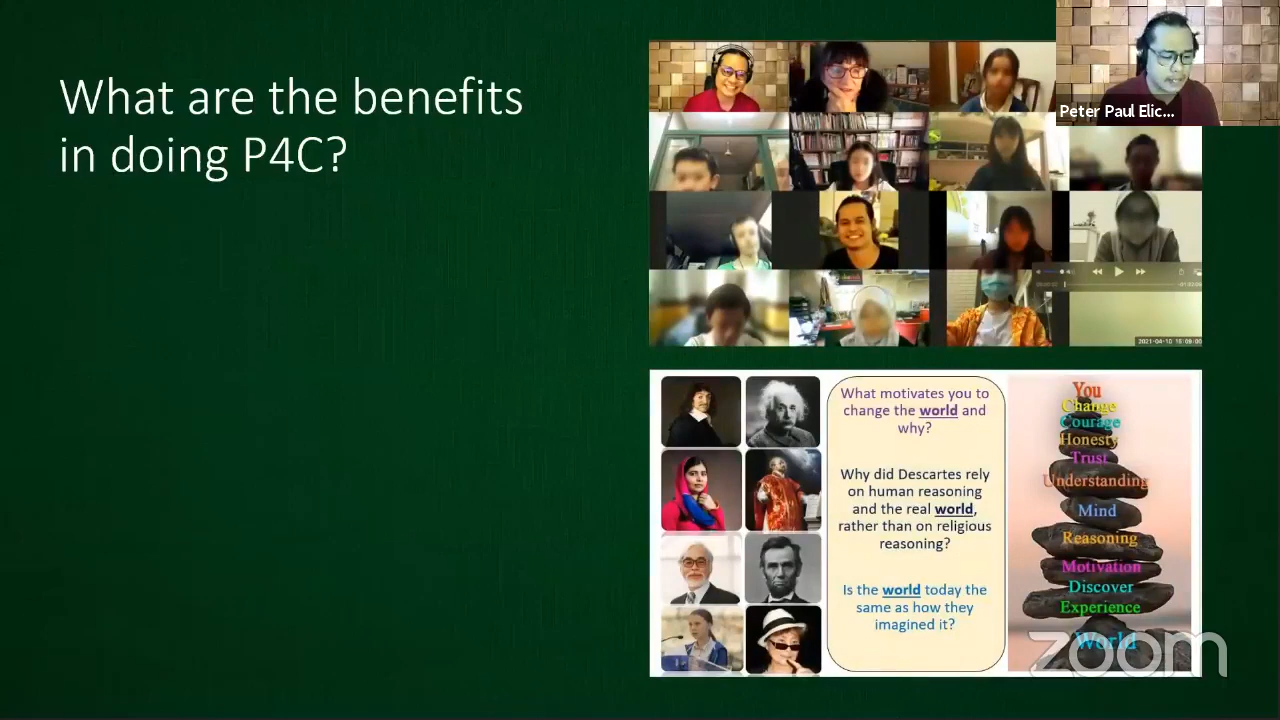 What are the benefits
in doing P4C?
Peter Paul Elic...
2021-04-10
What motivates you to
change the world and
why?
Why did Descartes rely
on human reasoning
and the real world,
rather than on religious
reasoning?
Is the world today the
same as how they
imagined it?
You
Change
Courage
Honesty
Trust
Understanding
Mind
Reasoning
Motivation
Discover
Experience
World
zoom